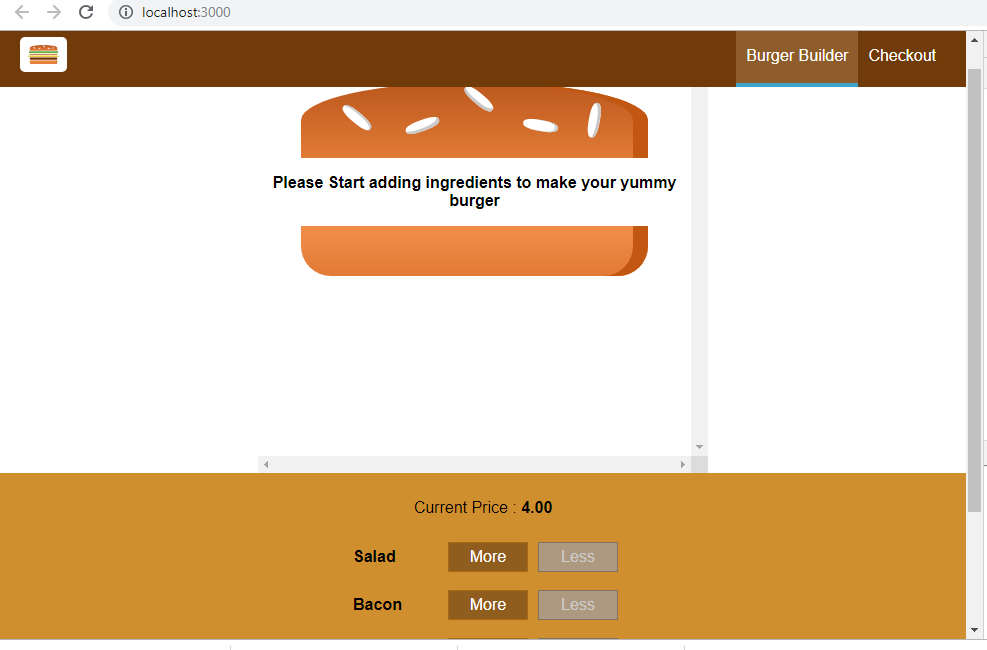 localhost:3000
Burger Builder Checkout
Please Start adding ingredients to make your yummy
burger
Current Price : 4.00
Salad More Less
Bacon More Less